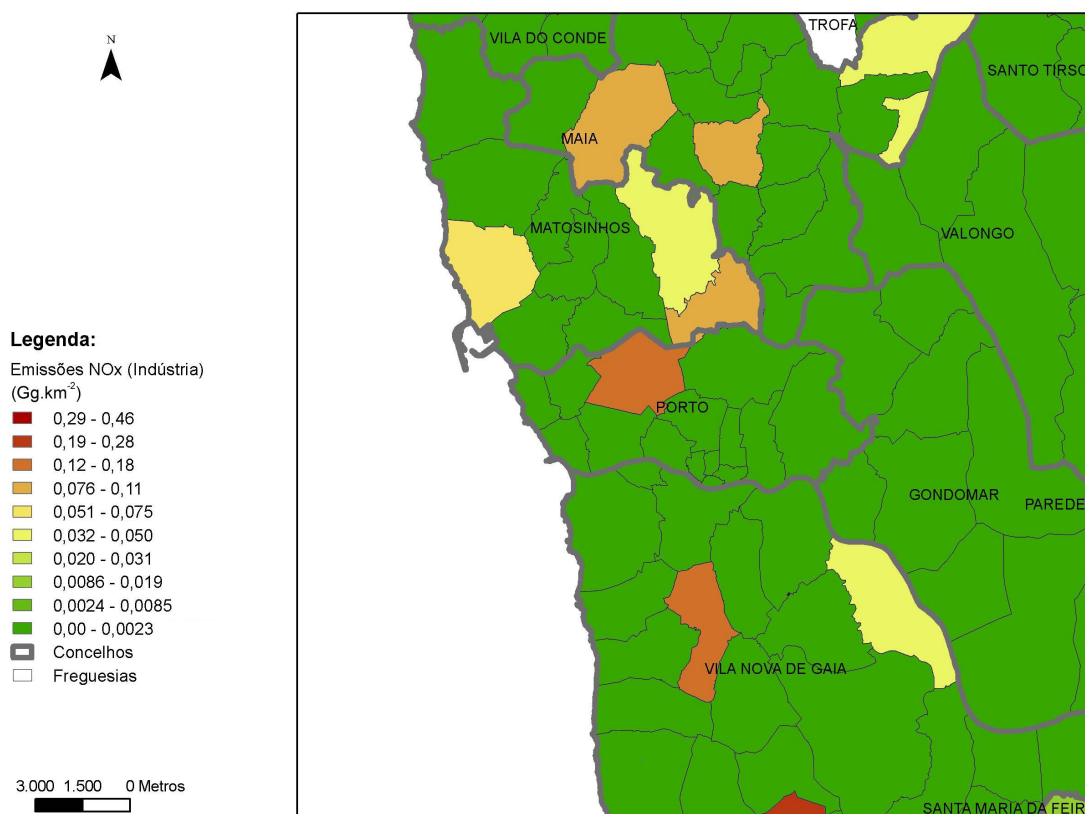 N
TROFA
VILA DO CONDE
SANTO TIRSO
MAIA
MATOSINHOS
VALONGO
PORTO
GONDOMAR
PAREDE
VILA NOVA DE GAIA
SANTA MARIA DA FEIR
Legenda:
Emissões NOx (Indústria)
(Gg.km-2)
0,29 - 0,46
0,19 - 0,28
0,12 - 0,18
0,076 - 0,11
0,051 - 0,075
0,032 - 0,050
0,020 - 0,031
0,0086 - 0,019
0,0024 - 0,0085
0,00 - 0,0023
Concelhos
Freguesias
3.000 1.500 0 Metros